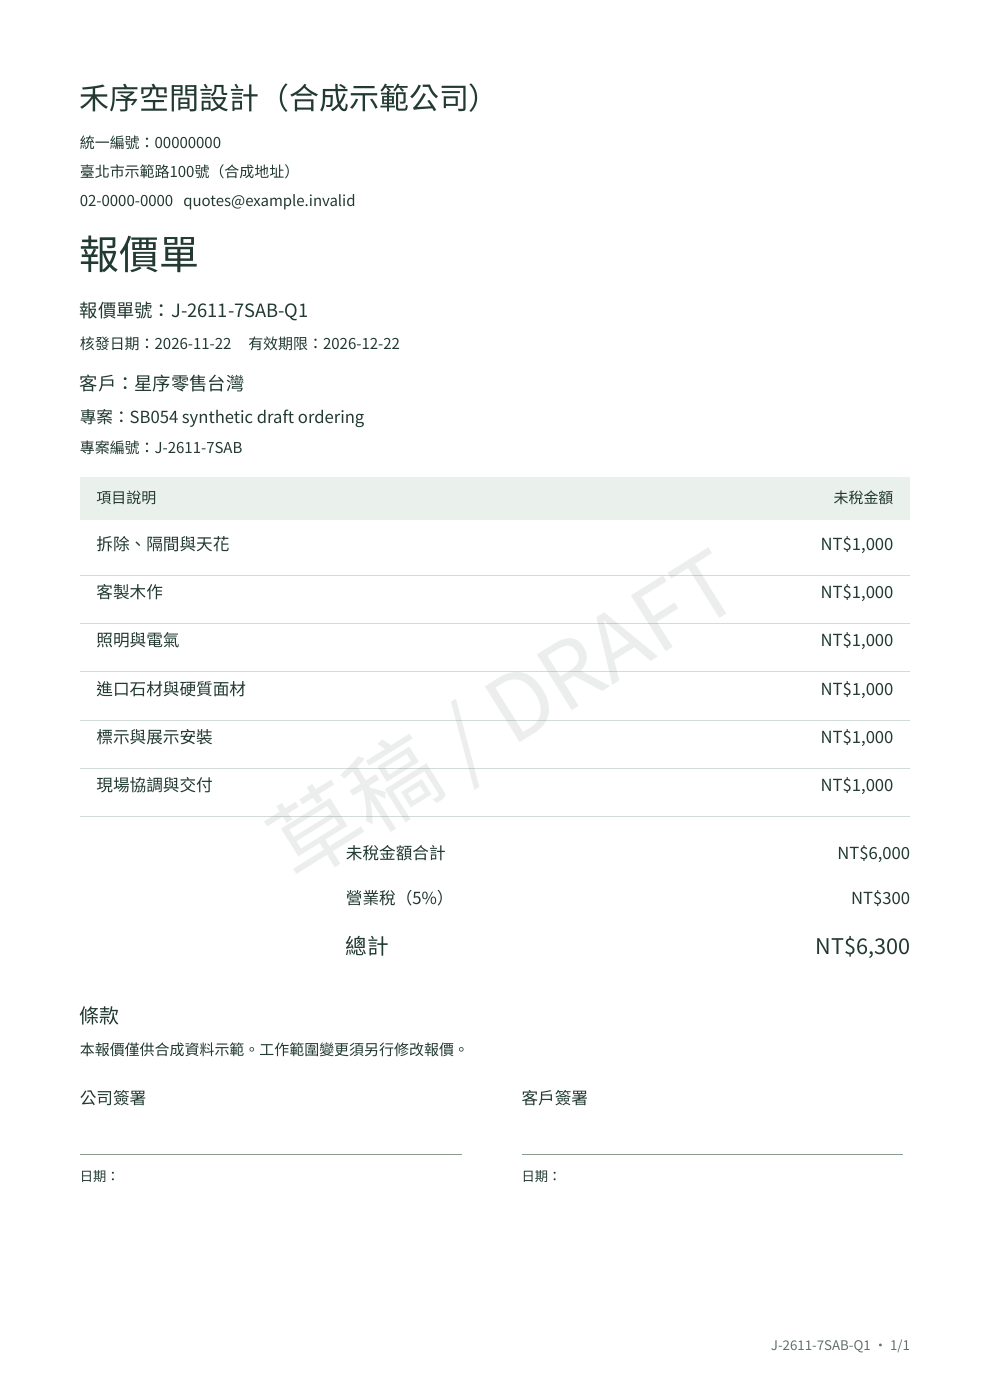 禾序空間設計（合成示範公司）
統一編號：00000000
臺北市示範路100號（合成地址）
02-0000-0000 quotes@example.invalid
報價單
報價單號：J-2611-7SAB-Q1
核發日期：2026-11-22 有效期限：2026-12-22
客戶：星序零售台灣
專案：SB054 synthetic draft ordering
專案編號：J-2611-7SAB
項目說明 未稅金額
拆除、隔間與天花 NT$1,000
客製木作 NT$1,000
照明與電氣 NT$1,000
進口石材與硬質面材 NT$1,000
標示與展示安裝 NT$1,000
現場協調與交付 NT$1,000
草稿 / DRAFT
未稅金額合計 NT$6,000
營業稅（5%） NT$300
總計 NT$6,300
條款
本報價僅供合成資料示範。工作範圍變更須另行修改報價。
公司簽署 客戶簽署
日期： 日期：
J-2611-7SAB-Q1 • 1/1